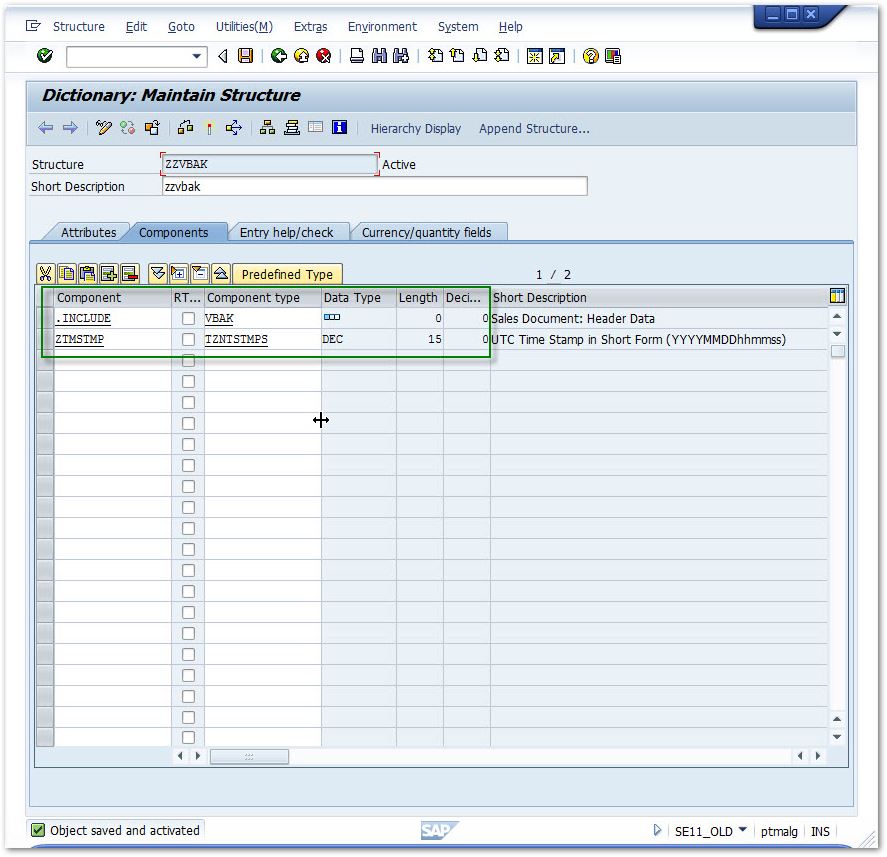 Structure Edit Goto Utilities(M) Extras Environment System Help
Dictionary: Maintain Structure
Hierarchy Display Append Structure...
Structure ZZVBAK Active
Short Description zzvbak
Attributes Components Entry help/check Currency/quantity fields
Predefined Type 1 / 2
Component RT... Component type Data Type Length Deci... Short Description
.INCLUDE VBAK 0 0 Sales Document: Header Data
ZTMSTMP TZNTSTMPS DEC 15 0 UTC Time Stamp in Short Form (YYYYMMDDhhmmss)
Object saved and activated SAP SE11_OLD ptmalg INS